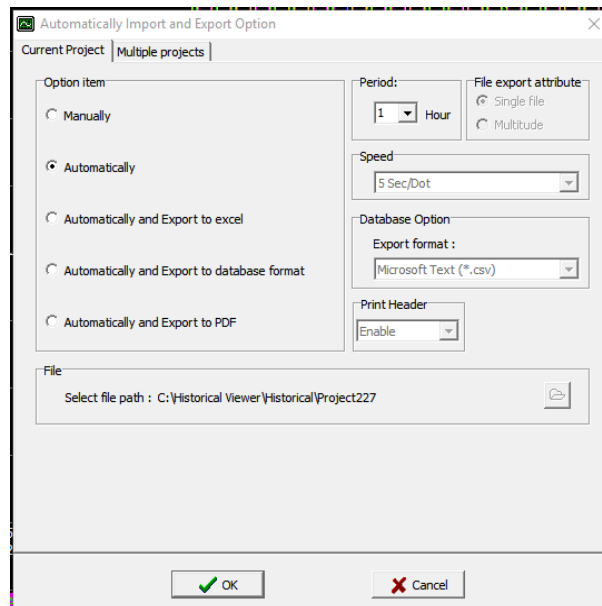 Automatically Import and Export Option
Current Project
Multiple projects
Option item
Manually
Automatically
Automatically and Export to excel
Automatically and Export to database format
Automatically and Export to PDF
Period:
1 Hour
File export attribute
Single file
Multitude
Speed
5 Sec/Dot
Database Option
Export format :
Microsoft Text (*.csv)
Print Header
Enable
File
Select file path : C:\Historical Viewer\Historical\Project227
OK
Cancel